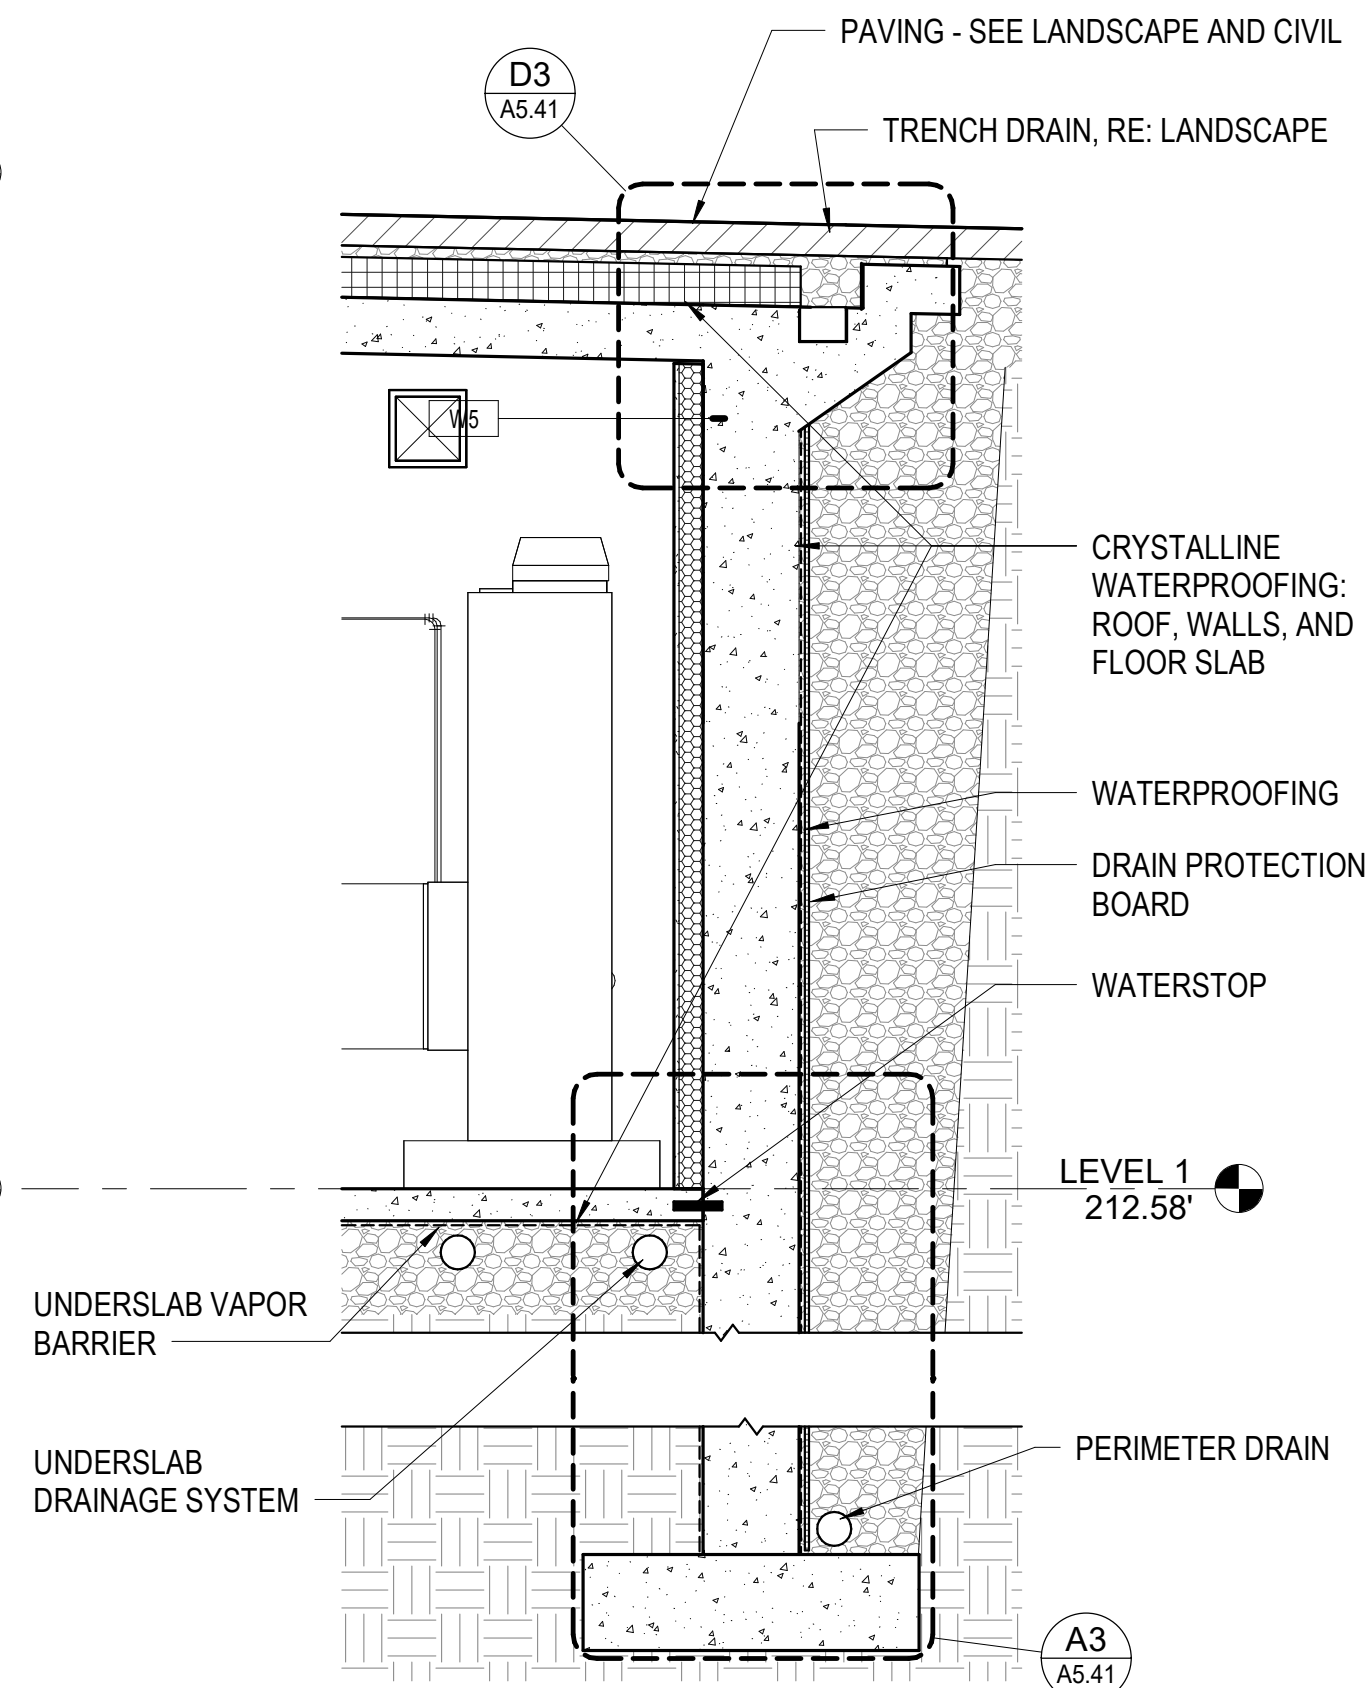 PAVING - SEE LANDSCAPE AND CIVIL
D3
A5.41
TRENCH DRAIN, RE: LANDSCAPE
W5
CRYSTALLINE
WATERPROOFING:
ROOF, WALLS, AND
FLOOR SLAB
WATERPROOFING
DRAIN PROTECTION
BOARD
WATERSTOP
LEVEL 1
212.58'
UNDERSLAB VAPOR
BARRIER
UNDERSLAB
DRAINAGE SYSTEM
PERIMETER DRAIN
A3
A5.41